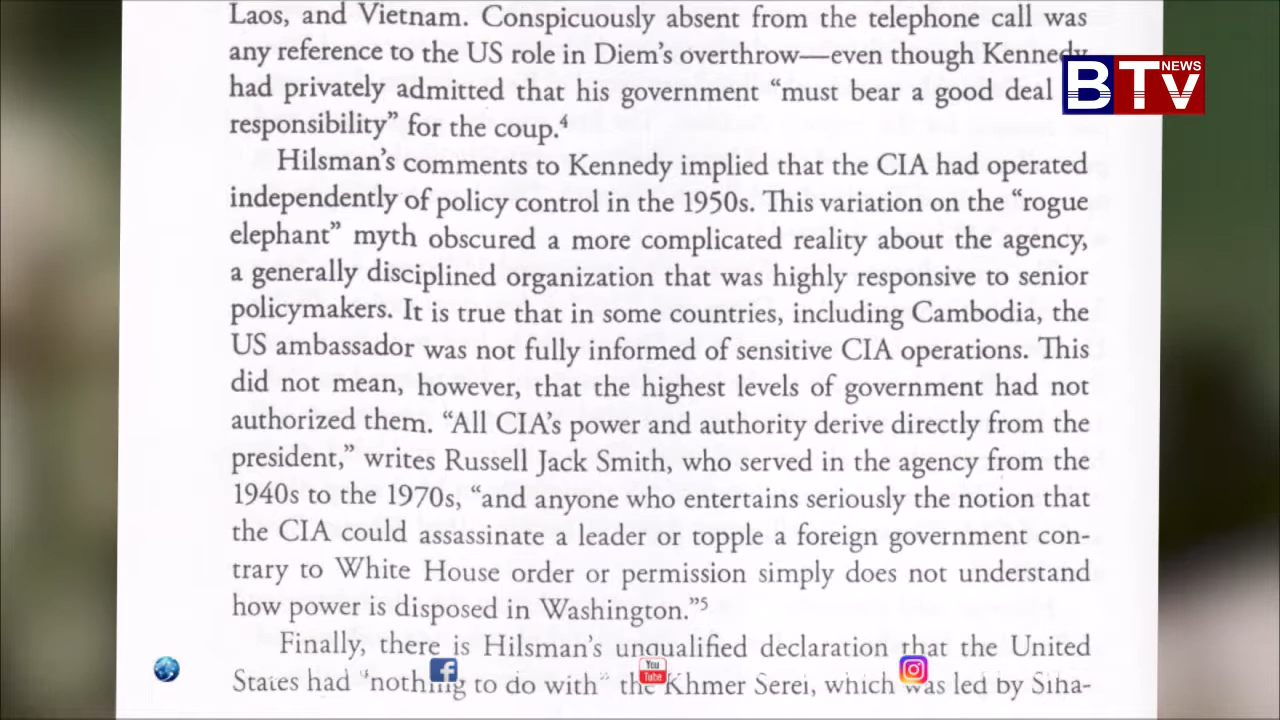 Laos, and Vietnam. Conspicuously absent from the telephone call was
any reference to the US role in Diem's overthrow—even though Kennedy
had privately admitted that his government “must bear a good deal
responsibility” for the coup.4
Hilsman's comments to Kennedy implied that the CIA had operated
independently of policy control in the 1950s. This variation on the “rogue
elephant” myth obscured a more complicated reality about the agency,
a generally disciplined organization that was highly responsive to senior
policymakers. It is true that in some countries, including Cambodia, the
US ambassador was not fully informed of sensitive CIA operations. This
did not mean, however, that the highest levels of government had not
authorized them. “All CIA's power and authority derive directly from the
president,” writes Russell Jack Smith, who served in the agency from the
1940s to the 1970s, “and anyone who entertains seriously the notion that
the CIA could assassinate a leader or topple a foreign government con-
trary to White House order or permission simply does not understand
how power is disposed in Washington.”5
Finally, there is Hilsman's unqualified declaration that the United
States had “nothing to do with” the Khmer Serei, which was led by Siha-
BTV NEWS
You Tube